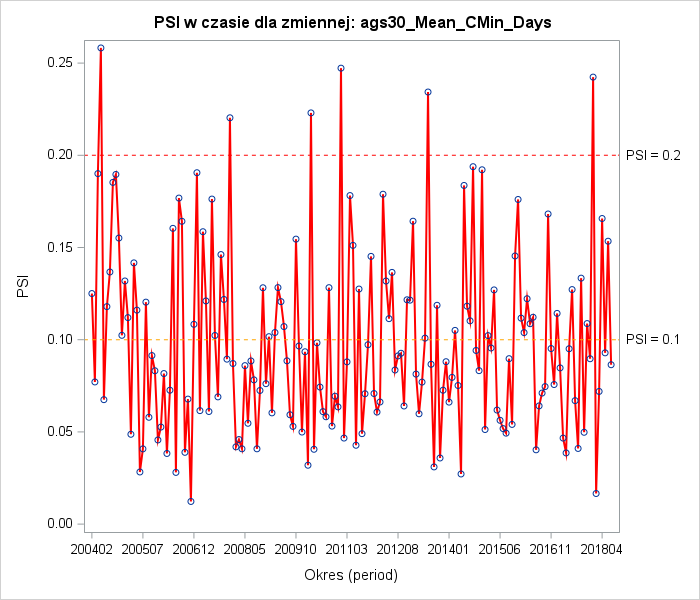 PSI w czasie dla zmiennej: ags30_Mean_CMin_Days
0.25
0.20
PSI = 0.2
0.15
PSI
0.10
PSI = 0.1
0.05
0.00
200402 200507 200612 200805 200910 201103 201208 201401 201506 201611 201804
Okres (period)